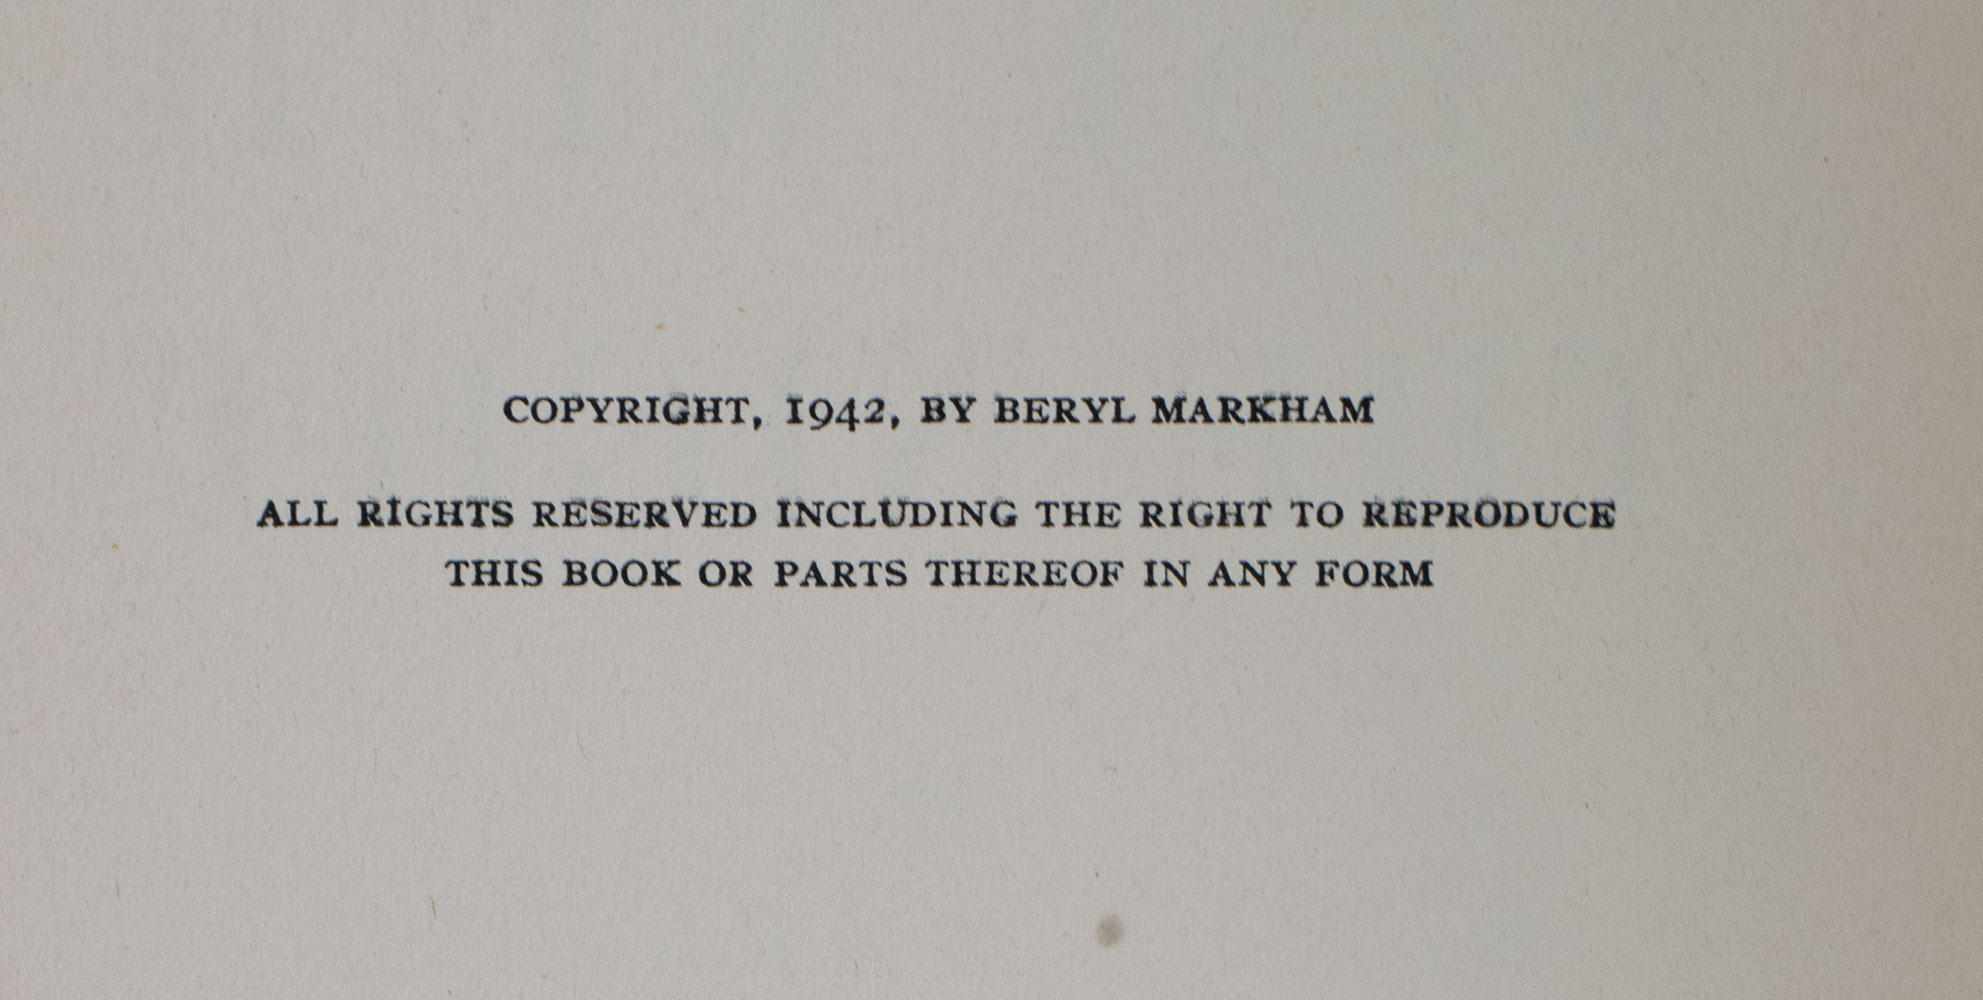 COPYRIGHT, 1942, BY BERYL MARKHAM
ALL RIGHTS RESERVED INCLUDING THE RIGHT TO REPRODUCE
THIS BOOK OR PARTS THEREOF IN ANY FORM